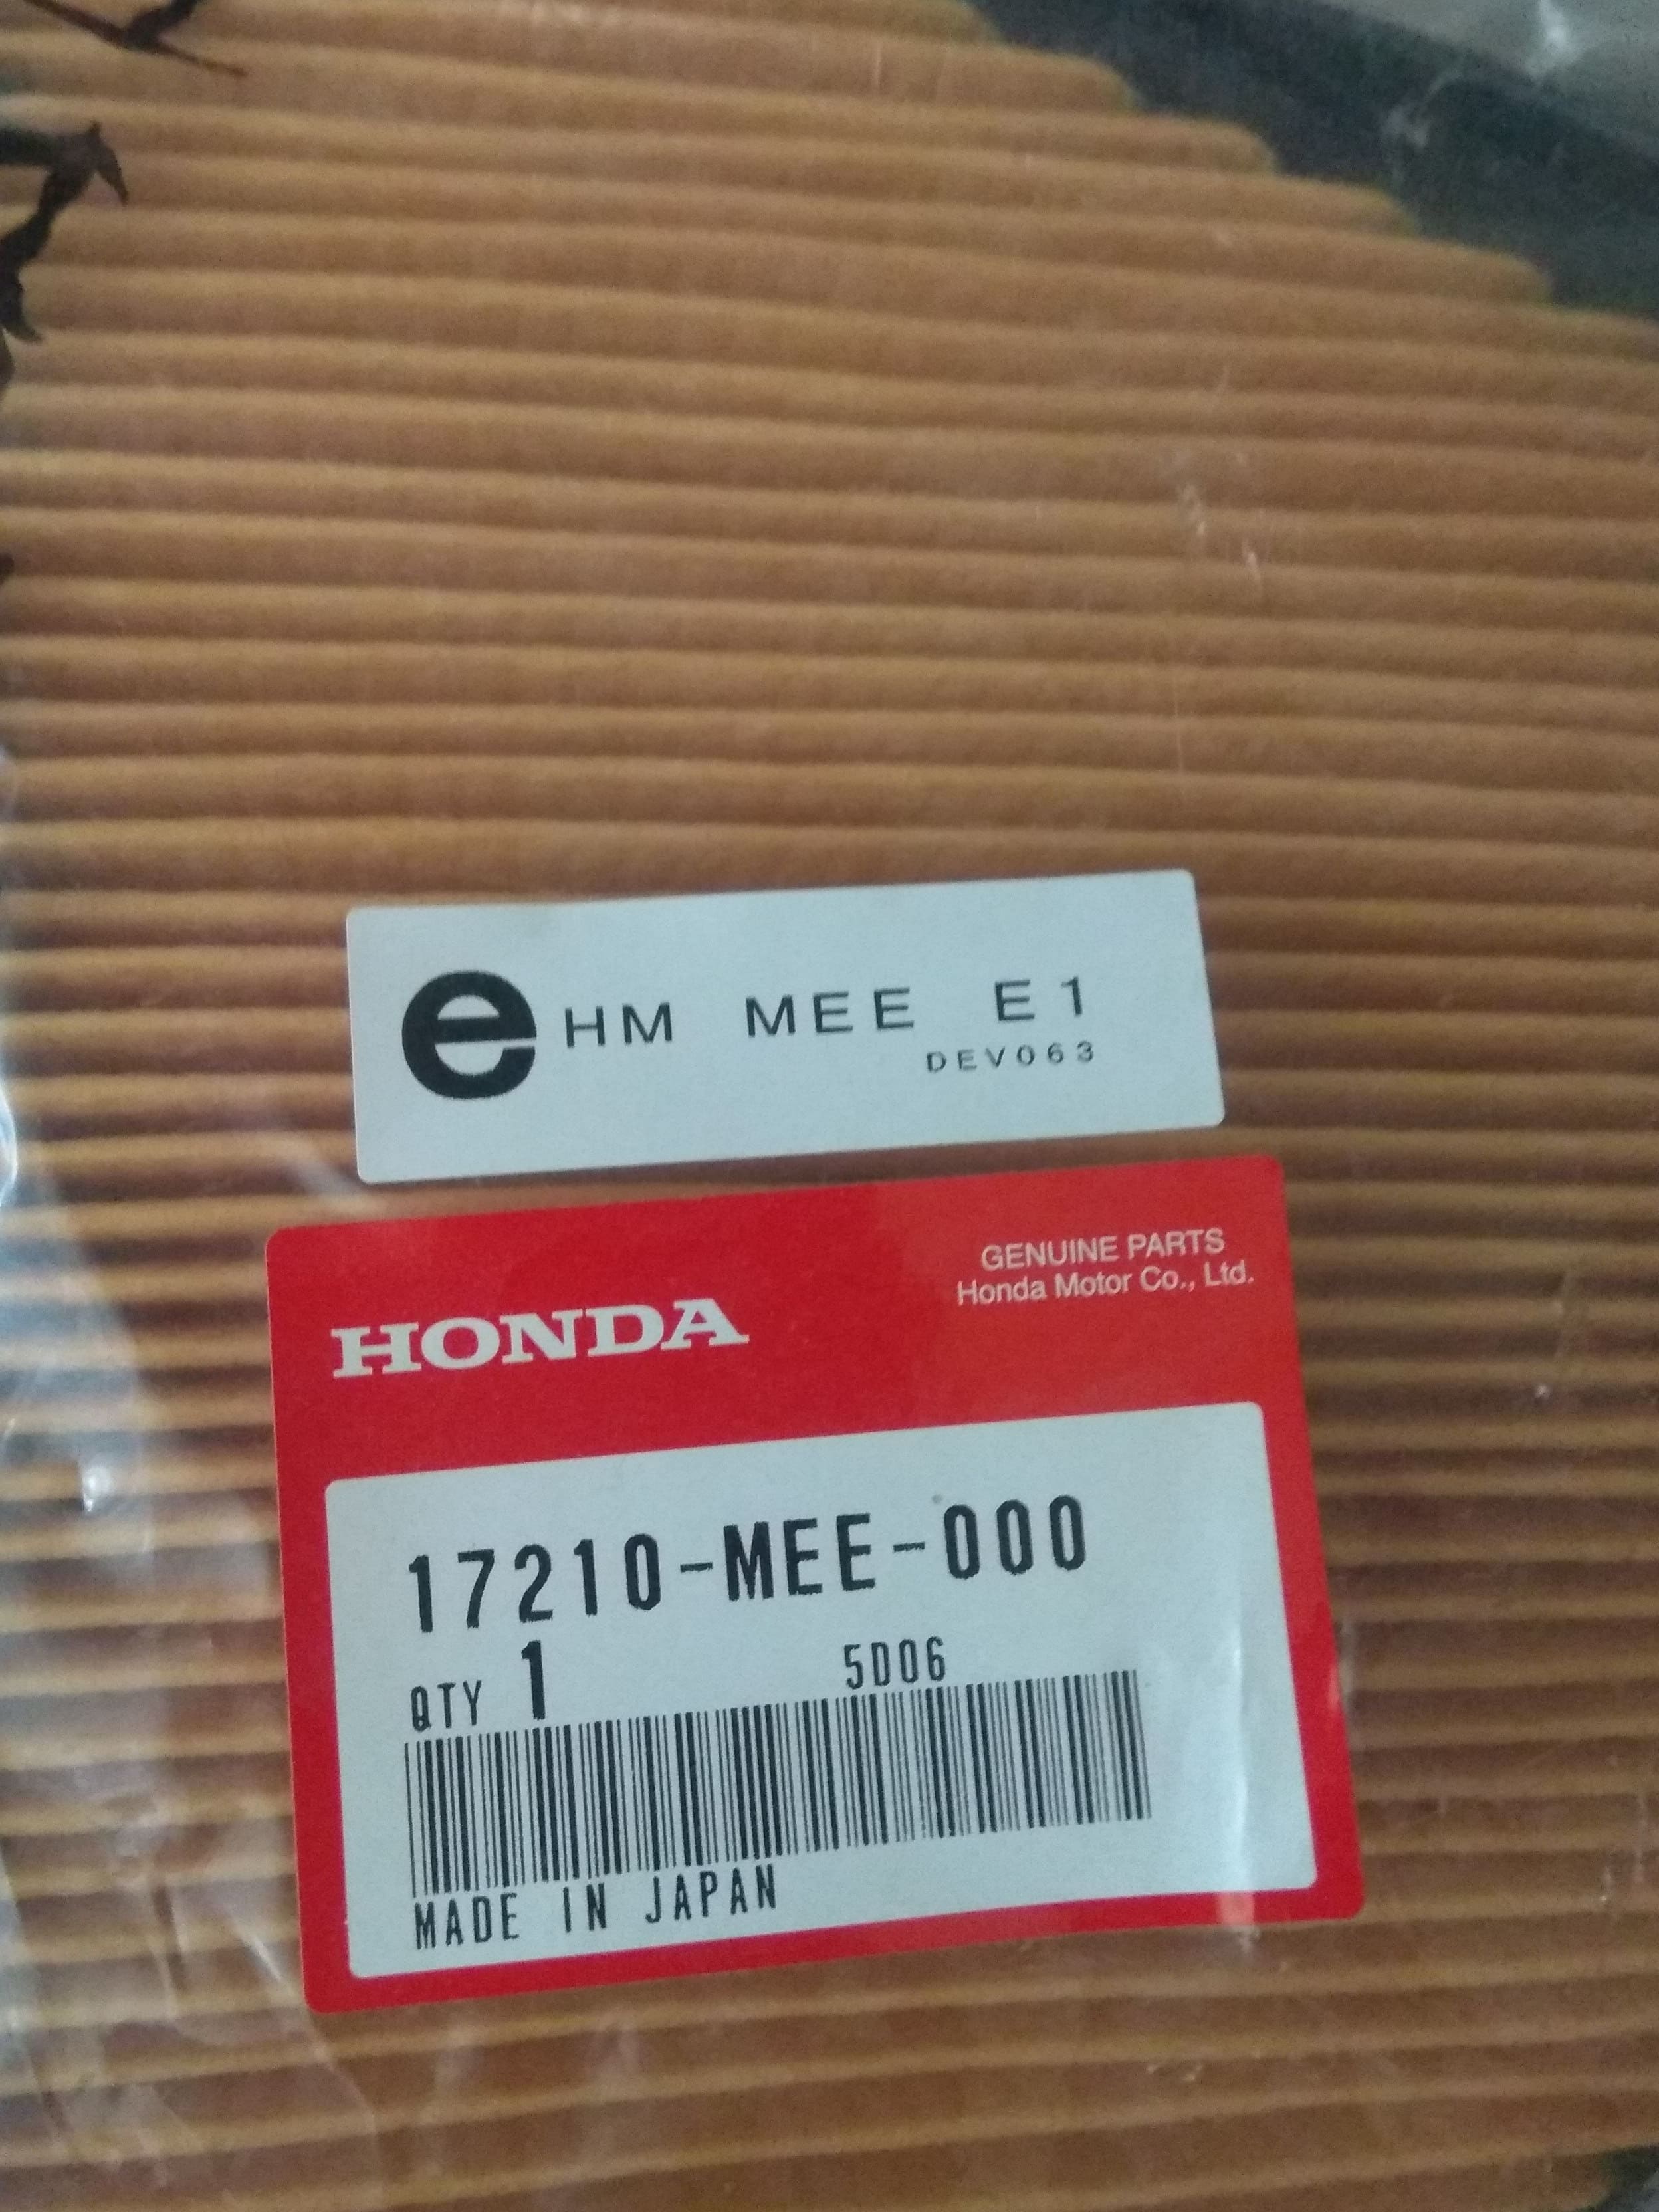 e HM MEE E1
DEV063
GENUINE PARTS
Honda Motor Co., Ltd.
HONDA
17210-MEE-000
QTY 1 5D06
MADE IN JAPAN